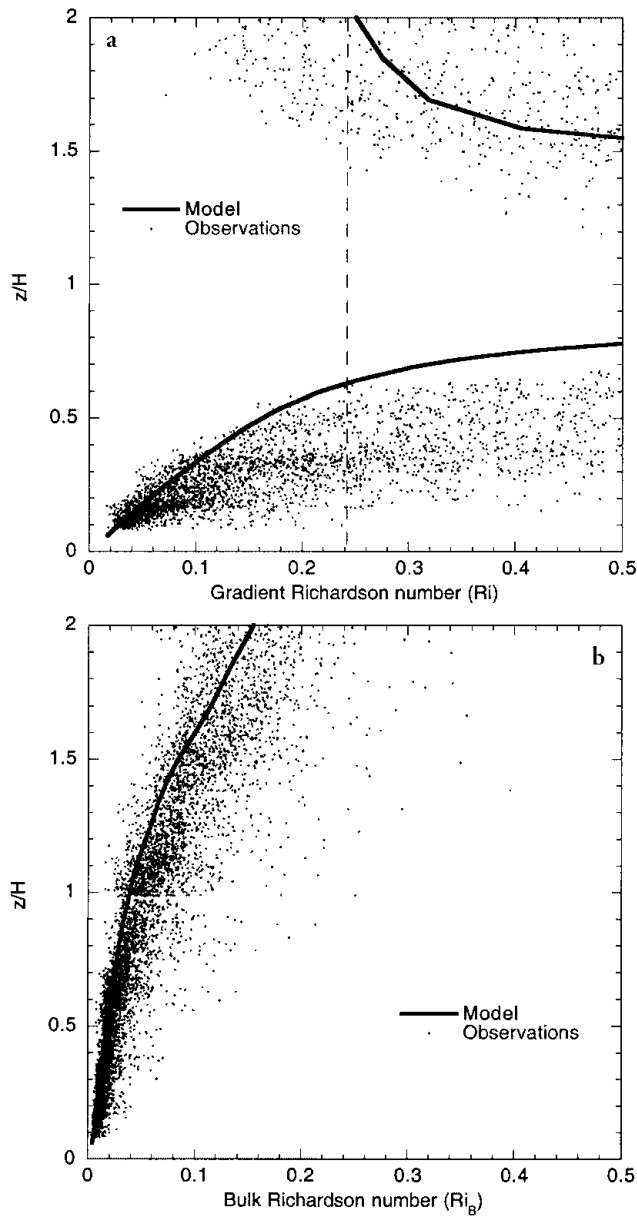 a
2
1.5
1
0.5
0
z/H
Model
Observations
0 0.1 0.2 0.3 0.4 0.5
Gradient Richardson number (Ri)
b
2
1.5
1
0.5
0
z/H
Model
Observations
0 0.1 0.2 0.3 0.4 0.5
Bulk Richardson number (Ri_B)